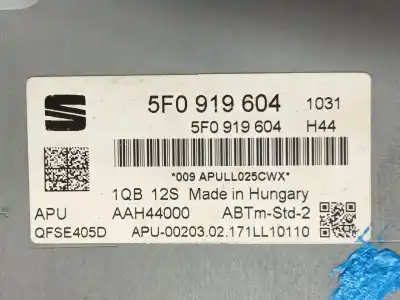 5F0 919 604 1031
5F0 919 604 H44
*009 APULL025CWX*
1QB 12S Made in Hungary
APU AAH44000 ABTm-Std-2
QFSE405D APU-00203.02.171LL10110